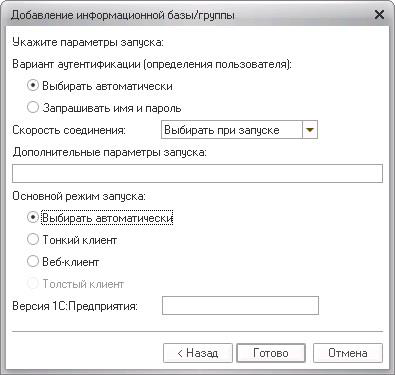 Добавление информационной базы/группы
Укажите параметры запуска:
Вариант аутентификации (определения пользователя):
Выбирать автоматически
Запрашивать имя и пароль
Скорость соединения: Выбирать при запуске
Дополнительные параметры запуска:
Основной режим запуска:
Выбирать автоматически
Тонкий клиент
Веб-клиент
Толстый клиент
Версия 1С:Предприятия:
< Назад Готово Отмена